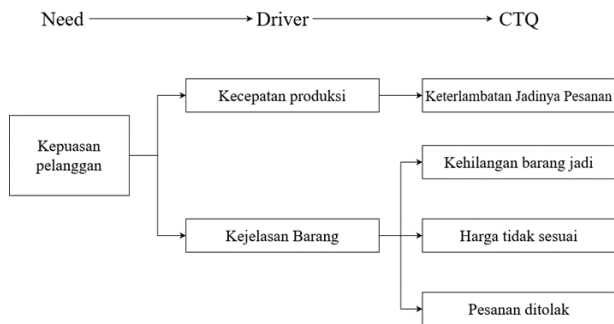 Need Driver CTQ
Kecepatan produksi
Keterlambatan Jadinya Pesanan
Kepuasan
pelanggan
Kehilangan barang jadi
Kejelasan Barang
Harga tidak sesuai
Pesanan ditolak